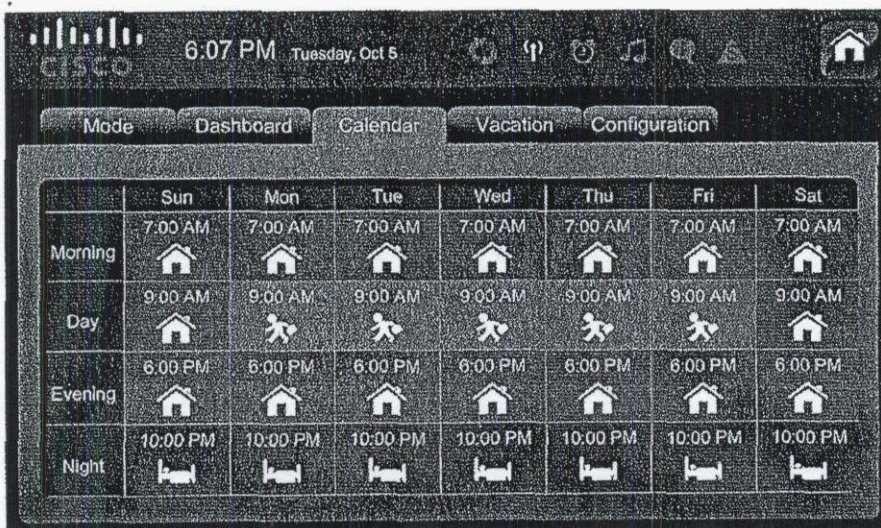 CISCO 6:07 PM Tuesday, Oct 5
Mode Dashboard Calendar Vacation Configuration
Sun Mon Tue Wed Thu Fri Sat
7:00 AM 7:00 AM 7:00 AM 7:00 AM 7:00 AM 7:00 AM 7:00 AM
Morning
9:00 AM 9:00 AM 9:00 AM 9:00 AM 9:00 AM 9:00 AM 9:00 AM
Day
6:00 PM 6:00 PM 6:00 PM 6:00 PM 6:00 PM 6:00 PM 6:00 PM
Evening
10:00 PM 10:00 PM 10:00 PM 10:00 PM 10:00 PM 10:00 PM 10:00 PM
Night